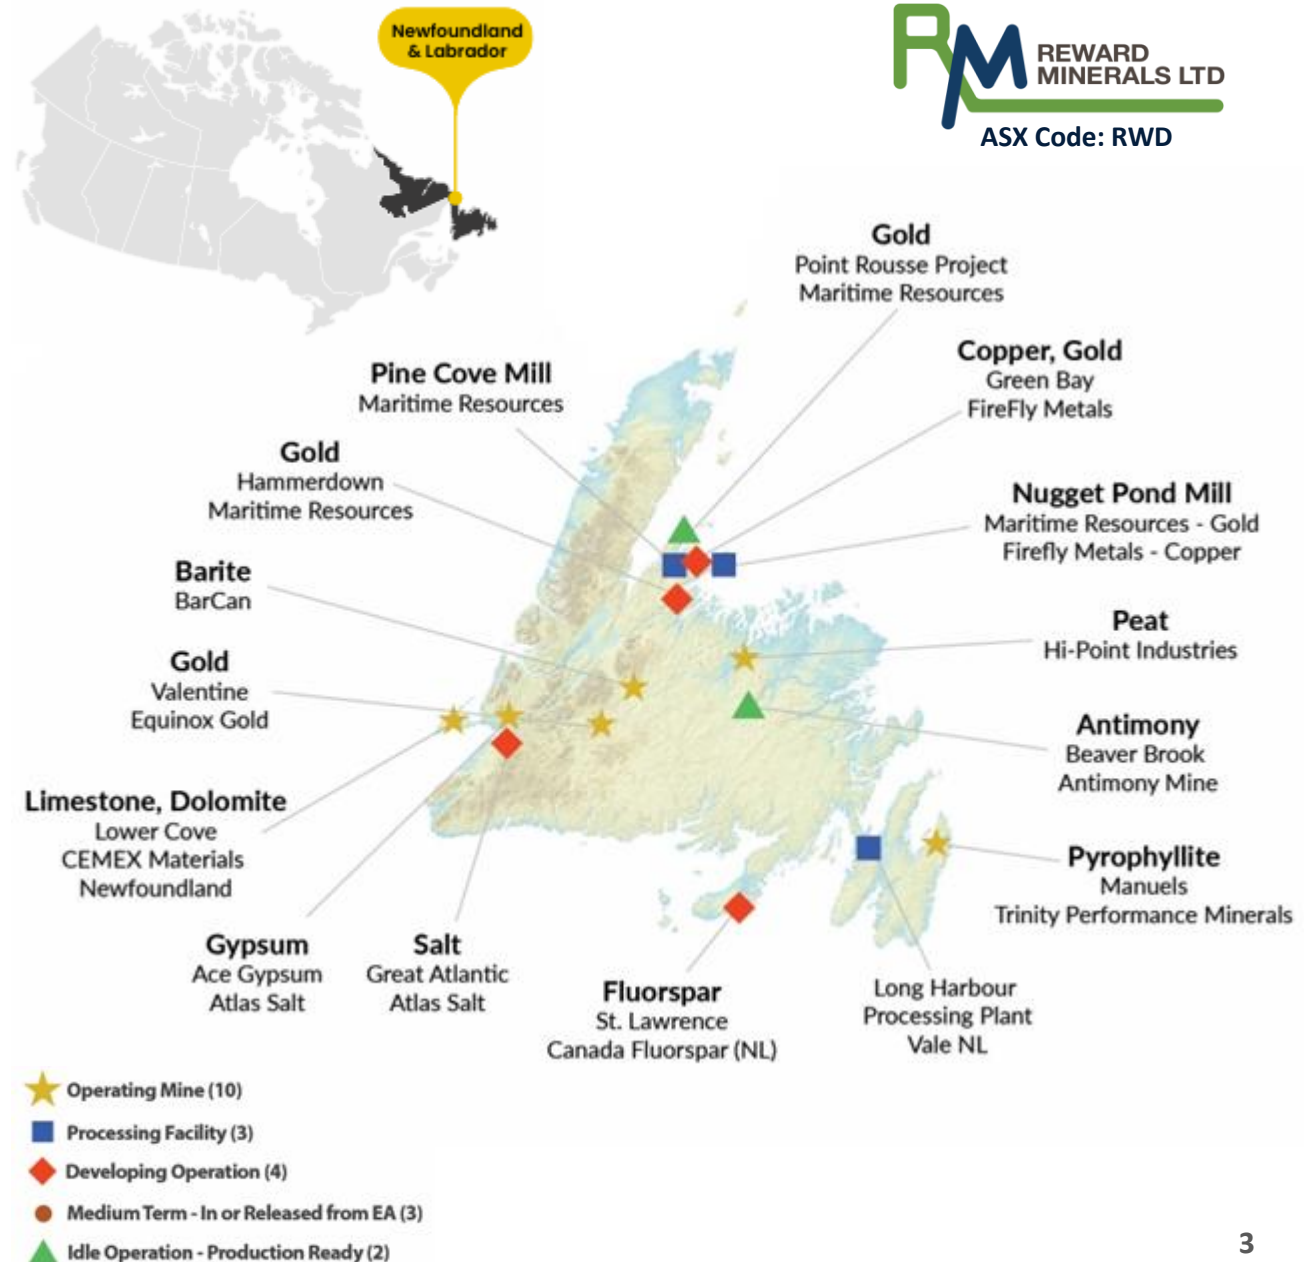 Newfoundland
& Labrador
RM
REWARD
MINERALS LTD
ASX Code: RWD
Gold
Point Rousse Project
Maritime Resources
Copper, Gold
Green Bay
FireFly Metals
Pine Cove Mill
Maritime Resources
Gold
Hammerdown
Maritime Resources
Nugget Pond Mill
Maritime Resources - Gold
Firefly Metals - Copper
Barite
BarCan
Peat
Hi-Point Industries
Gold
Valentine
Equinox Gold
Antimony
Beaver Brook
Antimony Mine
Limestone, Dolomite
Lower Cove
CEMEX Materials
Newfoundland
Pyrophyllite
Manuels
Trinity Performance Minerals
Gypsum
Ace Gypsum
Atlas Salt
Salt
Great Atlantic
Atlas Salt
Fluorspar
St. Lawrence
Canada Fluorspar (NL)
Long Harbour
Processing Plant
Vale NL
Operating Mine (10)
Processing Facility (3)
Developing Operation (4)
Medium Term - In or Released from EA (3)
Idle Operation - Production Ready (2)
3